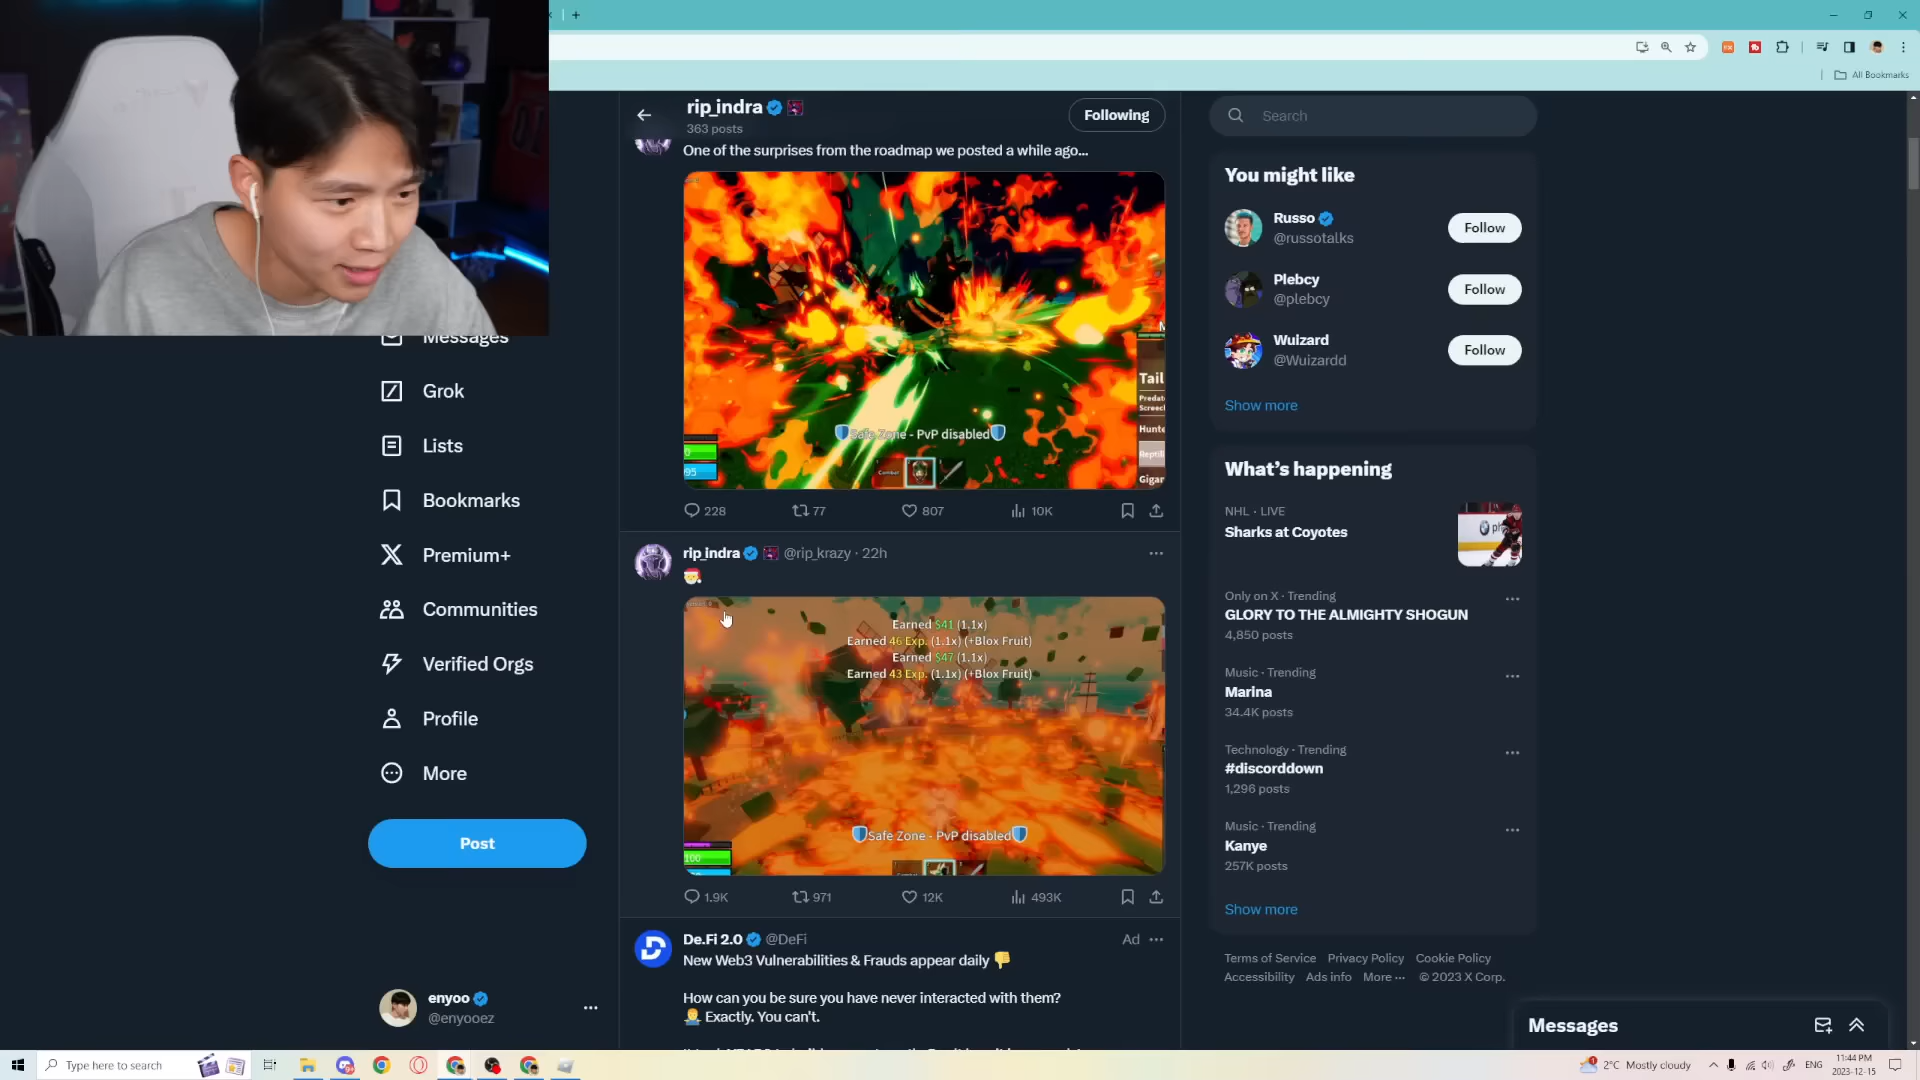 All Bookmarks
rip_indra
363 posts
Following
One of the surprises from the roadmap we posted a while ago...
Tail
Hunte
Reptili
Gigan
Safe Zone - PvP disabled
Combat
95
228
77
807
10K
rip_indra @rip_krazy · 22h
Earned $41 (1.1x)
Earned 46 Exp. (1.1x) (+Blox Fruit)
Earned $47 (1.1x)
Earned 43 Exp. (1.1x) (+Blox Fruit)
Safe Zone - PvP disabled
100
1.9K
971
12K
493K
De.Fi 2.0 @DeFi
Ad
New Web3 Vulnerabilities & Frauds appear daily
How can you be sure you have never interacted with them?
Exactly. You can't.
Messages
Grok
Lists
Bookmarks
Premium+
Communities
Verified Orgs
Profile
More
Post
enyoo
@enyooez
Search
You might like
Russo
@russotalks
Follow
Plebcy
@plebcy
Follow
Wuizard
@Wuizardd
Follow
Show more
What's happening
NHL · LIVE
Sharks at Coyotes
Only on X · Trending
GLORY TO THE ALMIGHTY SHOGUN
4,850 posts
Music · Trending
Marina
34.4K posts
Technology · Trending
#discorddown
1,296 posts
Music · Trending
Kanye
257K posts
Show more
Terms of Service Privacy Policy Cookie Policy
Accessibility Ads info More ··· © 2023 X Corp.
Messages
Type here to search
2°C Mostly cloudy
ENG
11:44 PM
2023-12-15